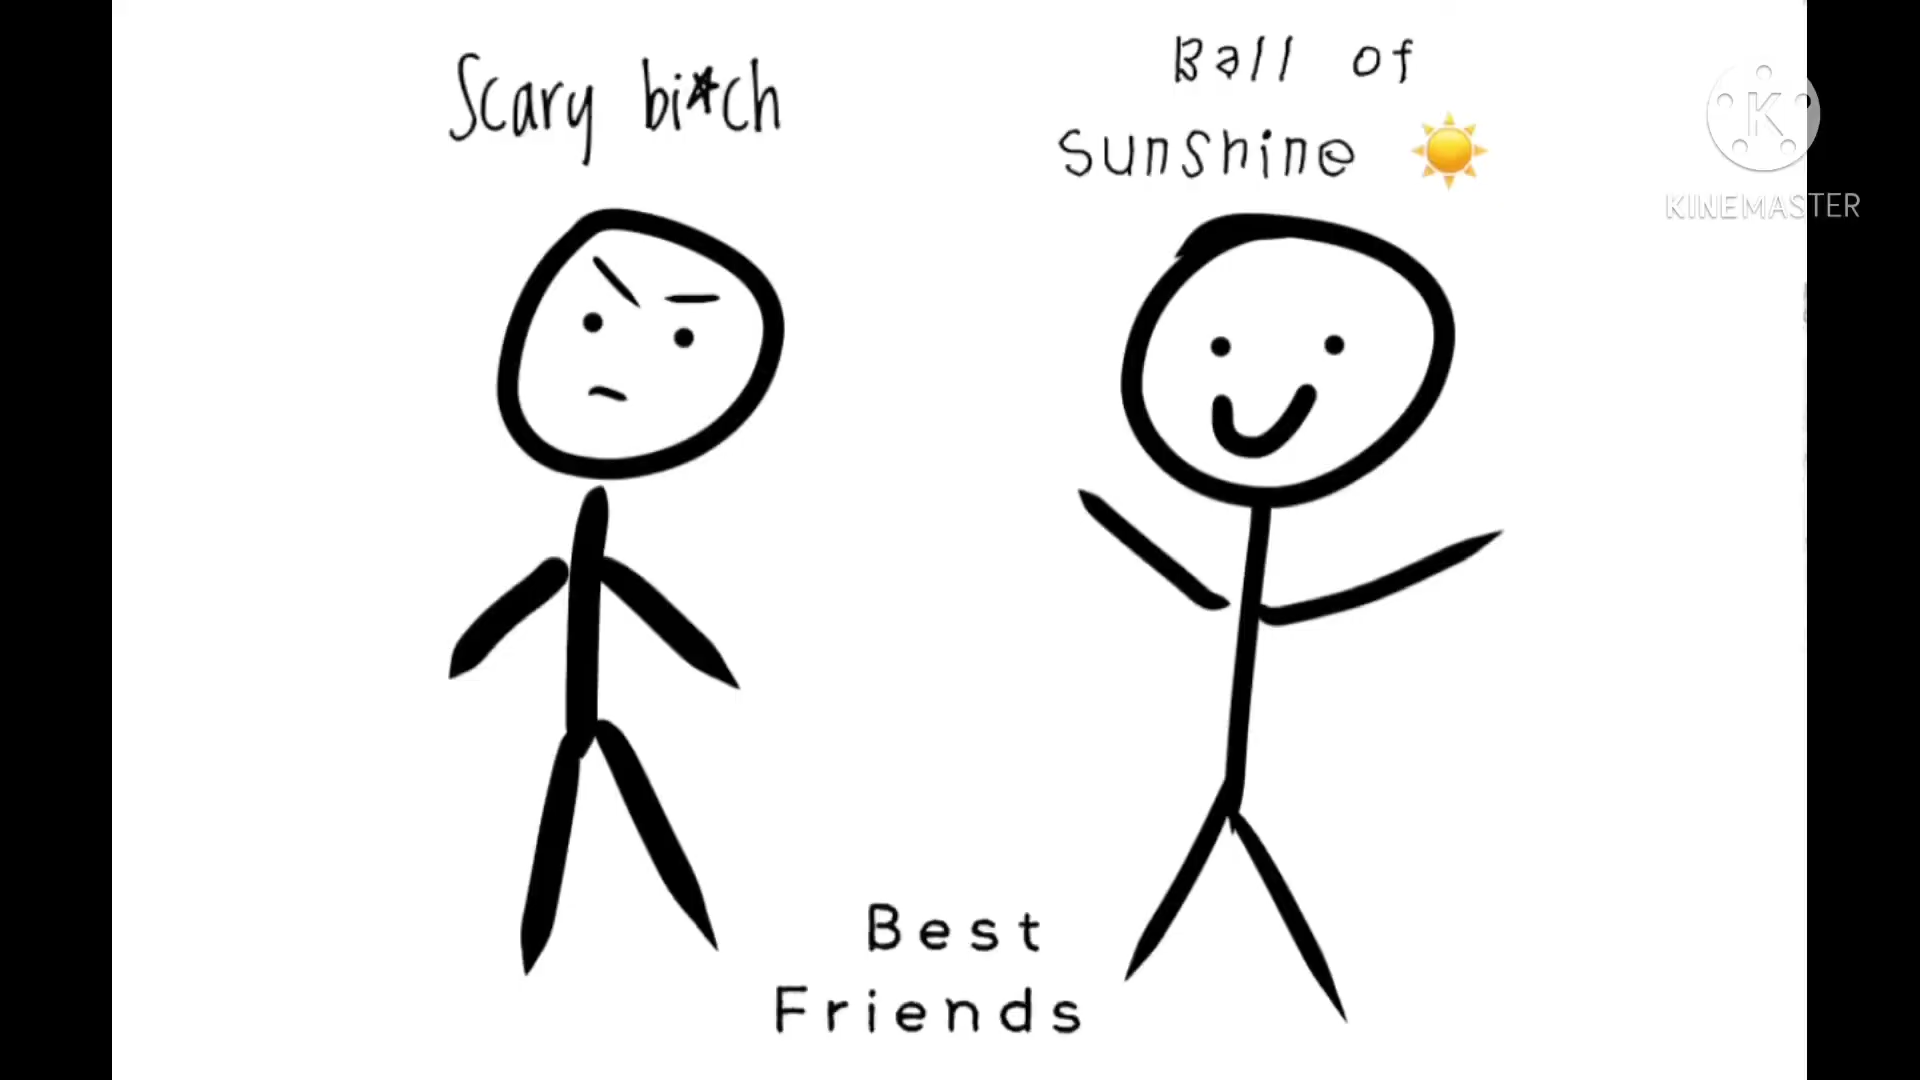 Scary bi*ch
Ball of
sunshine ☀️
K
KINEMASTER
Best
Friends